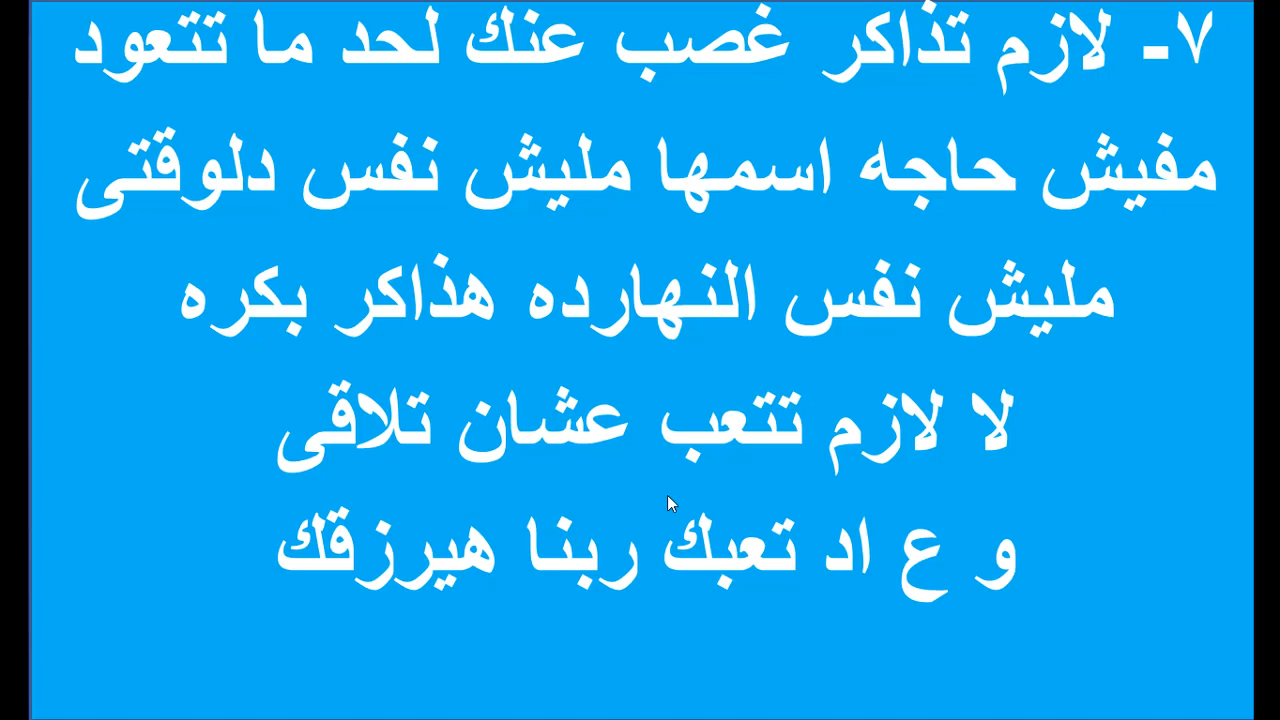 ٧- لازم تذاكر غصب عنك لحد ما تتعود
مفيش حاجه اسمها مليش نفس دلوقتى
مليش نفس النهارده هذاكر بكره
لا لازم تتعب عشان تلاقى
و ع اد تعبك ربنا هيرزقك